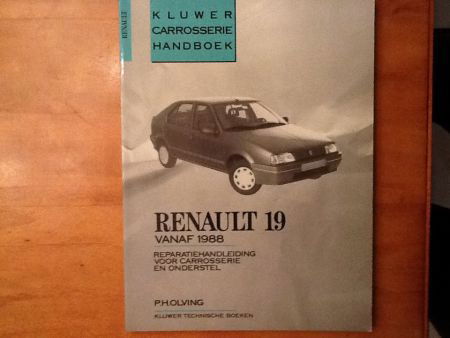 RENAULT
KLUWER
CARROSSERIE
HANDBOEK
RENAULT 19
VANAF 1988
REPARATIEHANDLEIDING
VOOR CARROSSERIE
EN ONDERSTEL
P.H.OLVING
KLUWER TECHNISCHE BOEKEN